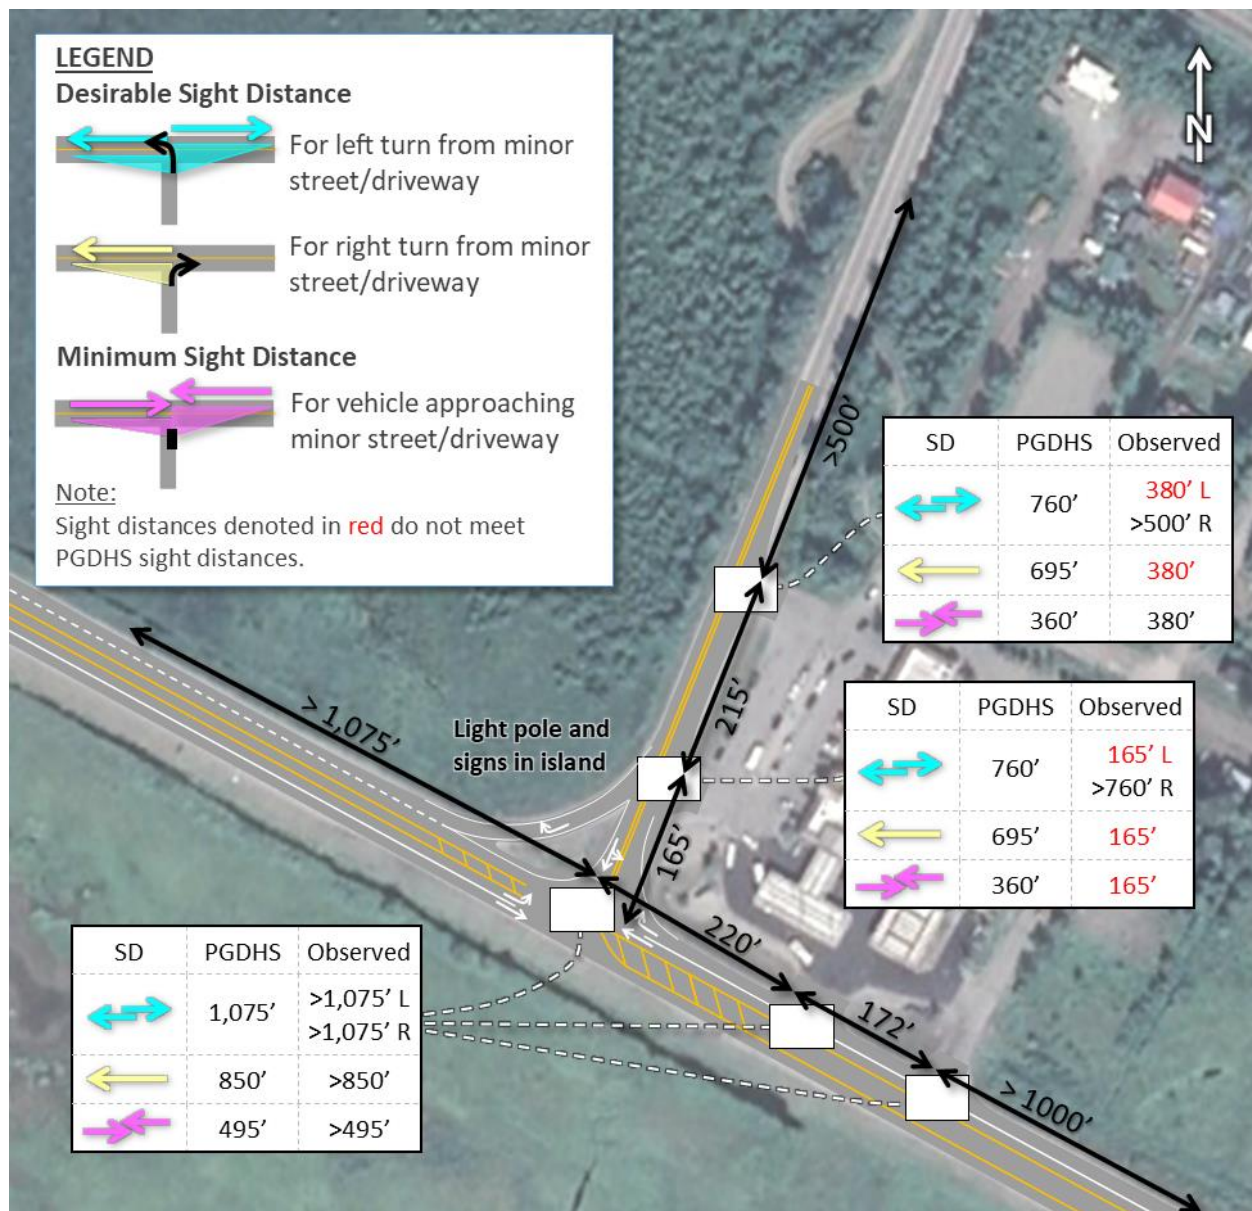 LEGEND
Desirable Sight Distance
For left turn from minor
street/driveway
For right turn from minor
street/driveway
Minimum Sight Distance
For vehicle approaching
minor street/driveway
Note:
Sight distances denoted in red do not meet
PGDHS sight distances.
N
>500’
SD PGDHS Observed
760’ 380’ L
>500’ R
695’ 380’
360’ 380’
215’
> 1,075’
Light pole and
signs in island
165’
SD PGDHS Observed
760’ 165’ L
>760’ R
695’ 165’
360’ 165’
220’
172’
> 1000’
SD PGDHS Observed
1,075’ >1,075’ L
>1,075’ R
850’ >850’
495’ >495’